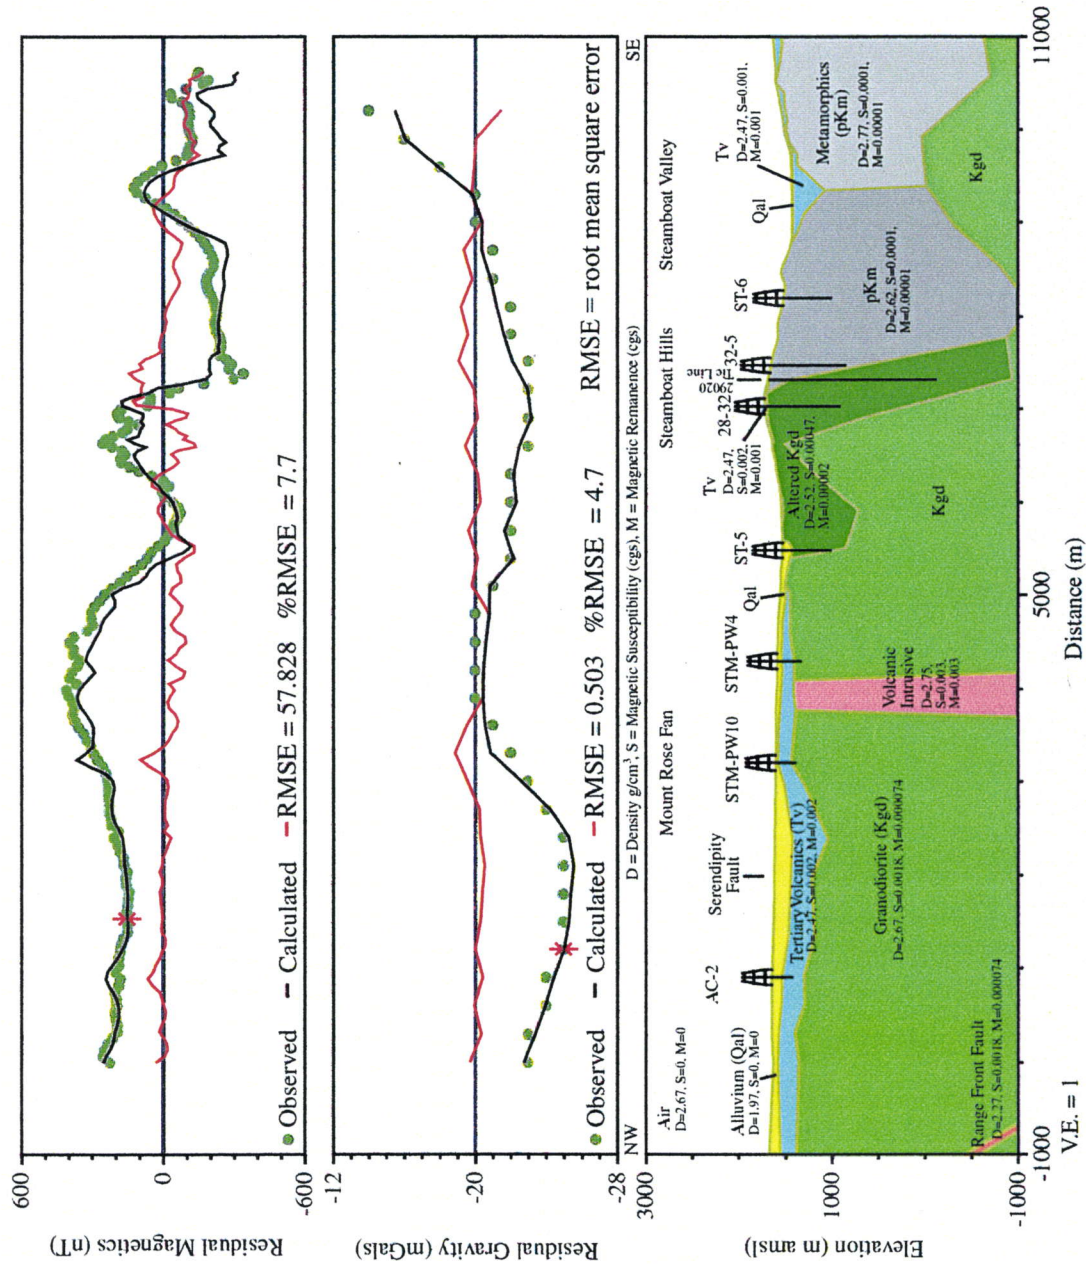 600
0
-600
Residual Magnetics (nT)
Observed
Calculated
RMSE = 57.828 %RMSE = 7.7
-12
-20
-28
Residual Gravity (mGals)
Observed
Calculated
RMSE = 0.503 %RMSE = 4.7
RMSE = root mean square error
NW
D = Density g/cm³, S = Magnetic Susceptibility (cgs), M = Magnetic Remanence (cgs)
SE
3000
1000
-1000
Elevation (m amsl)
Air
D=2.67, S=0, M=0
Mount Rose Fan
Steamboat Hills
Steamboat Valley
Alluvium (Qal)
D=1.97, S=0, M=0
AC-2
Serendipity
Fault
STM-PW10
STM-PW4
Qal
ST-5
Tv
D=2.47,
S=0.002,
M=0.001
28-32
29020
Tie Line
32-5
ST-6
Qal
Tv
D=2.47, S=0.001,
M=0.001
Tertiary Volcanics (Tv)
D=2.47, S=0.002, M=0.002
Granodiorite (Kgd)
D=2.67, S=0.0018, M=0.000074
Volcanic
Intrusive
D=2.75,
S=0.003,
M=0.003
Altered Kgd
D=2.52, S=0.00047,
M=0.00002
Kgd
pKm
D=2.62, S=0.0001,
M=0.00001
Metamorphics
(pKm)
D=2.77, S=0.0001,
M=0.00001
Kgd
Range Front Fault
D=2.27, S=0.0018, M=0.000074
-1000
5000
11000
V.E. = 1
Distance (m)